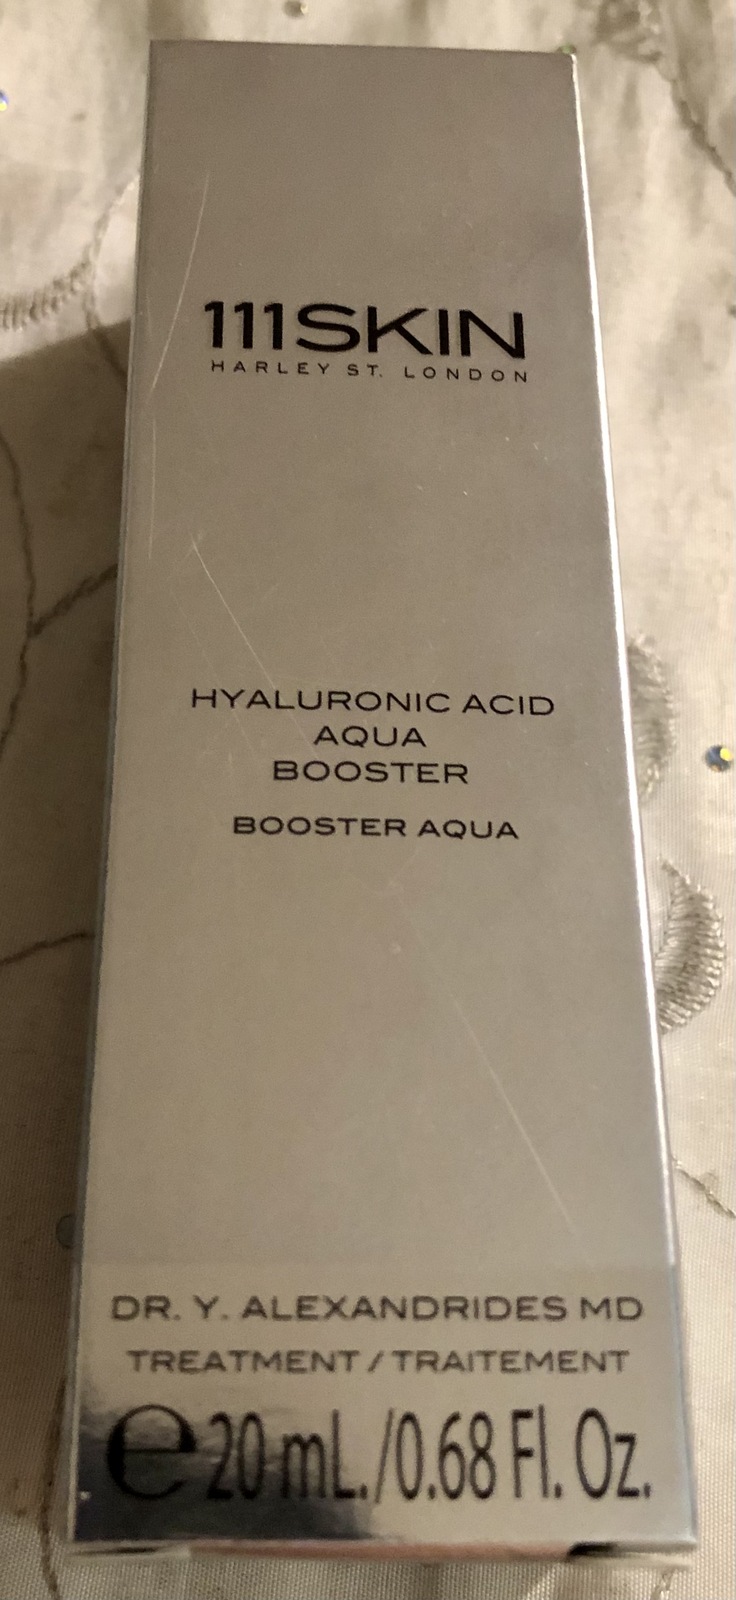 111SKIN
HARLEY ST. LONDON
HYALURONIC ACID
AQUA
BOOSTER
BOOSTER AQUA
DR. Y. ALEXANDRIDES MD
TREATMENT / TRAITEMENT
℮ 20 mL./0.68 Fl. Oz.